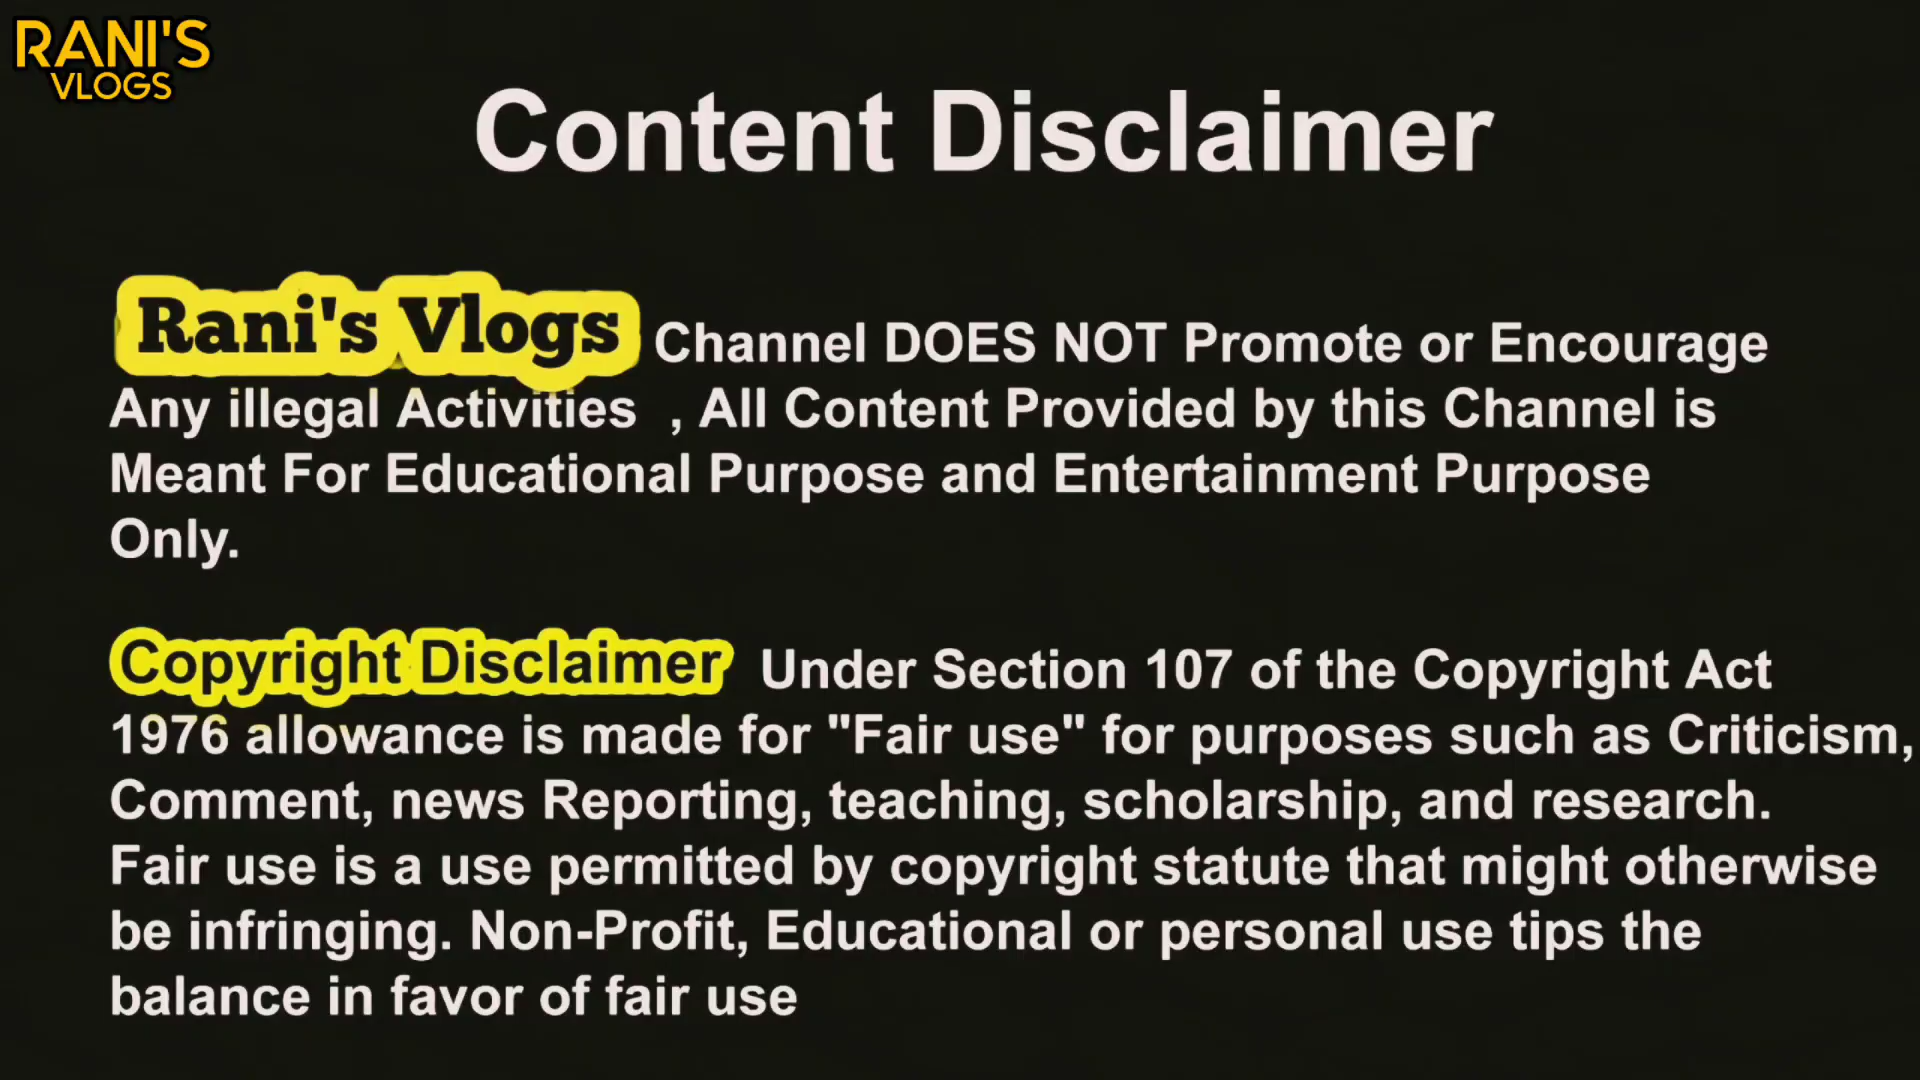 RANI'S
VLOGS
Content Disclaimer
Rani's Vlogs Channel DOES NOT Promote or Encourage
Any illegal Activities , All Content Provided by this Channel is
Meant For Educational Purpose and Entertainment Purpose
Only.
Copyright Disclaimer Under Section 107 of the Copyright Act
1976 allowance is made for "Fair use" for purposes such as Criticism,
Comment, news Reporting, teaching, scholarship, and research.
Fair use is a use permitted by copyright statute that might otherwise
be infringing. Non-Profit, Educational or personal use tips the
balance in favor of fair use